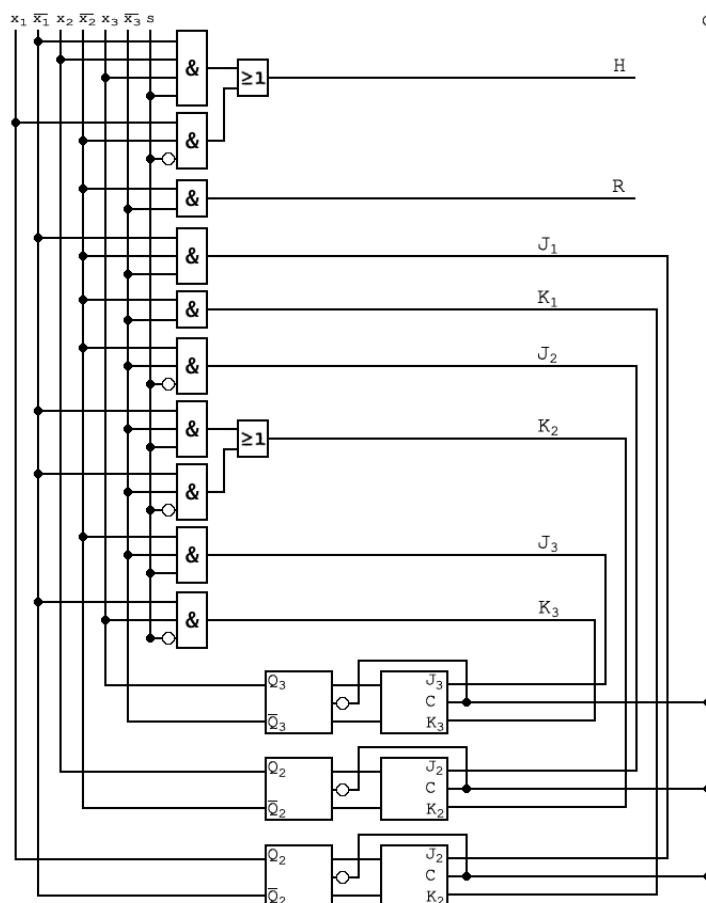 x₁ x̅₁ x₂ x̅₂ x₃ x̅₃ s
&
≥1
H
&
&
R
&
J₁
&
K₁
&
J₂
&
≥1
K₂
&
&
J₃
&
K₃
Q₃
J₃
C
Q̅₃
K₃
Q₂
J₂
C
Q̅₂
K₂
Q₂
J₂
C
Q̅₂
K₂